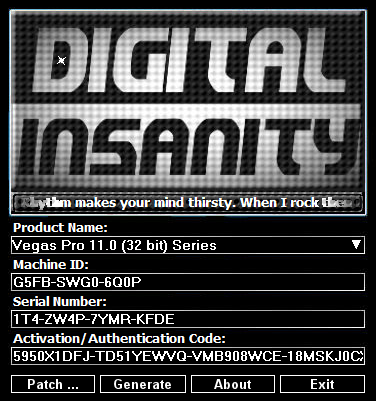 DIGITAL
INSANITY
Rhythm makes your mind thirsty. When I rock
Product Name:
Vegas Pro 11.0 (32 bit) Series
Machine ID:
G5FB-SWG0-6Q0P
Serial Number:
1T4-ZW4P-7YMR-KFDE
Activation/Authentication Code:
5950X1DFJ-TD51YEWVQ-VMB908WCE-18MSKJ0C
Patch ...
Generate
About
Exit